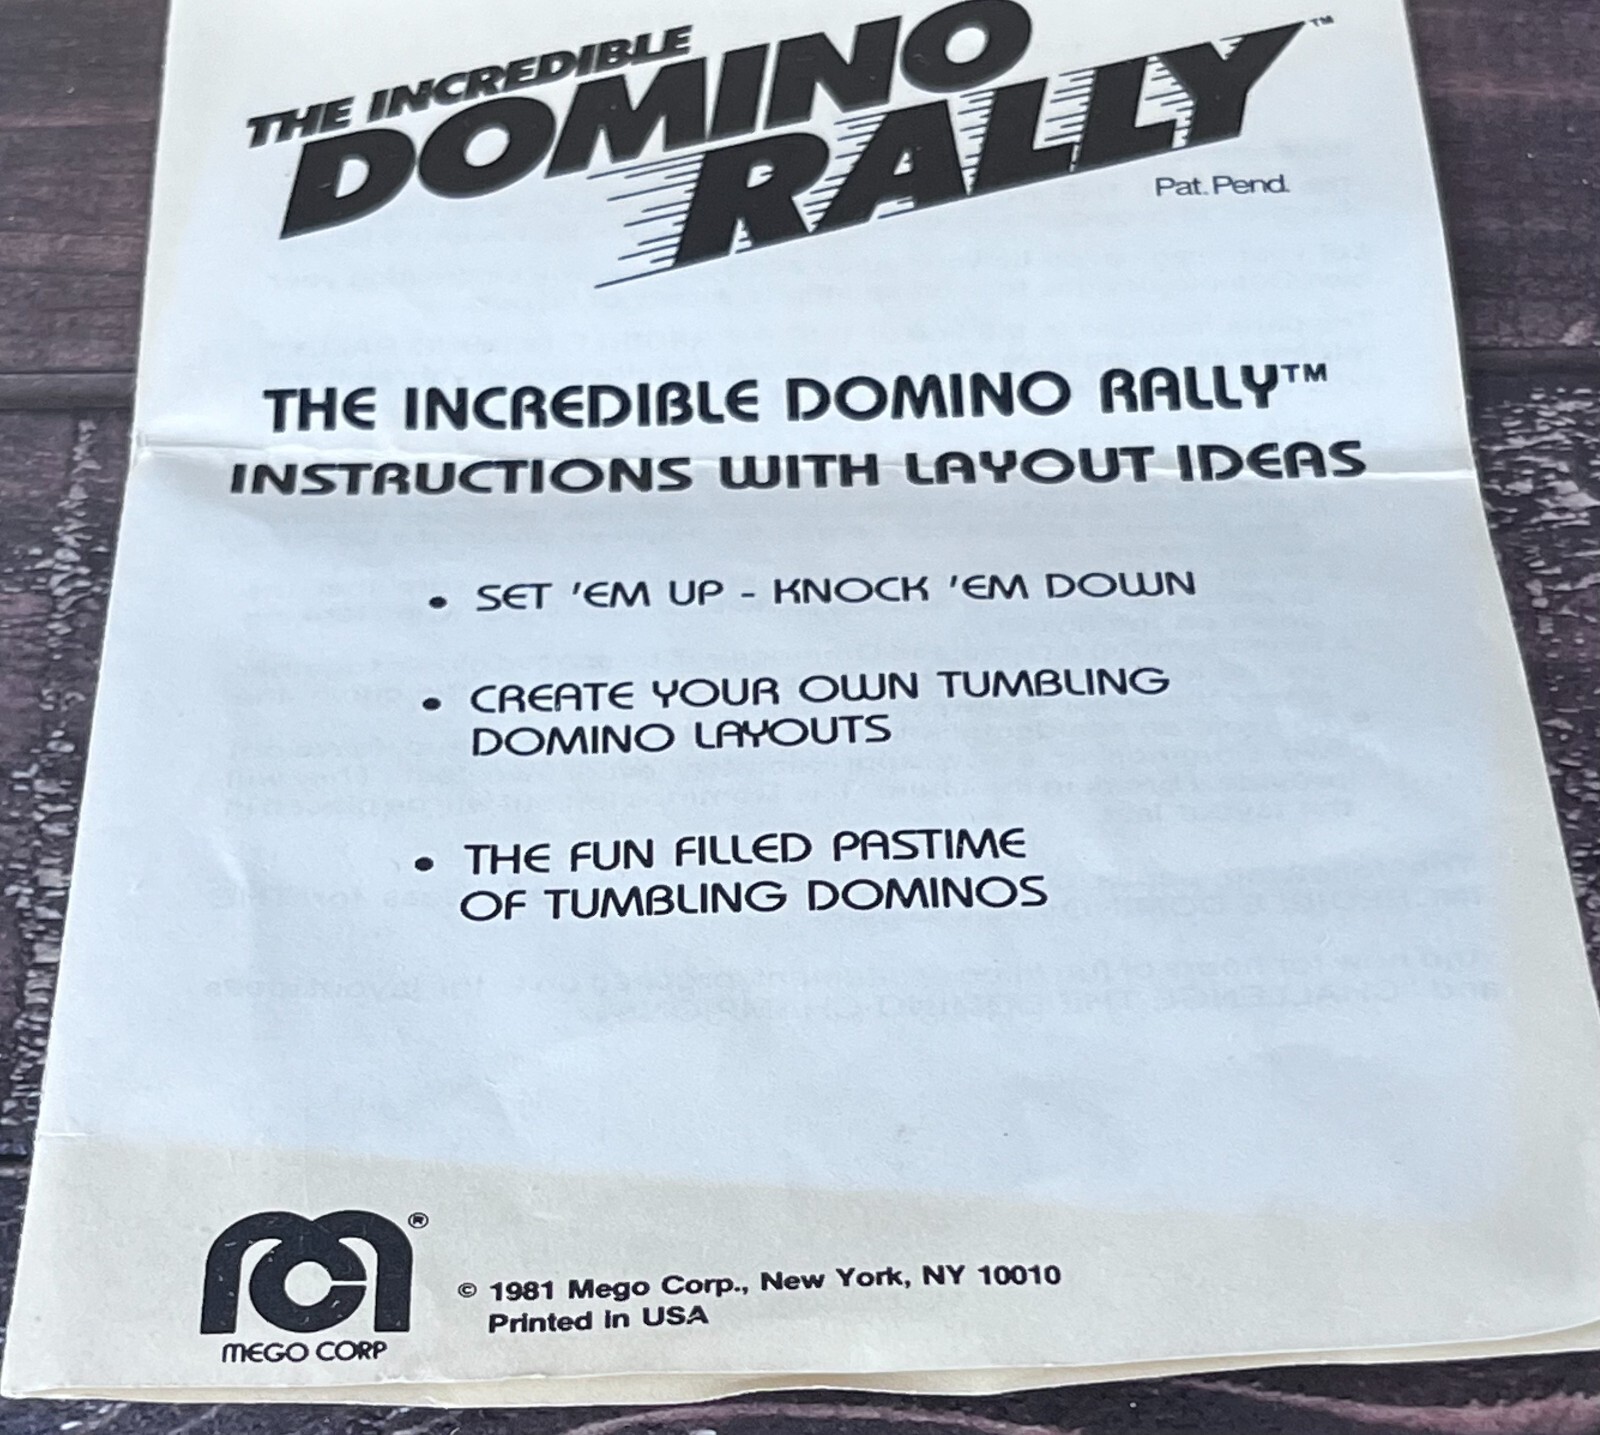 THE INCREDIBLE
DOMINO
RALLY™
Pat. Pend.
THE INCREDIBLE DOMINO RALLY™
INSTRUCTIONS WITH LAYOUT IDEAS
• SET 'EM UP - KNOCK 'EM DOWN
• CREATE YOUR OWN TUMBLING
DOMINO LAYOUTS
• THE FUN FILLED PASTIME
OF TUMBLING DOMINOS
®
MEGO CORP
© 1981 Mego Corp., New York, NY 10010
Printed in USA